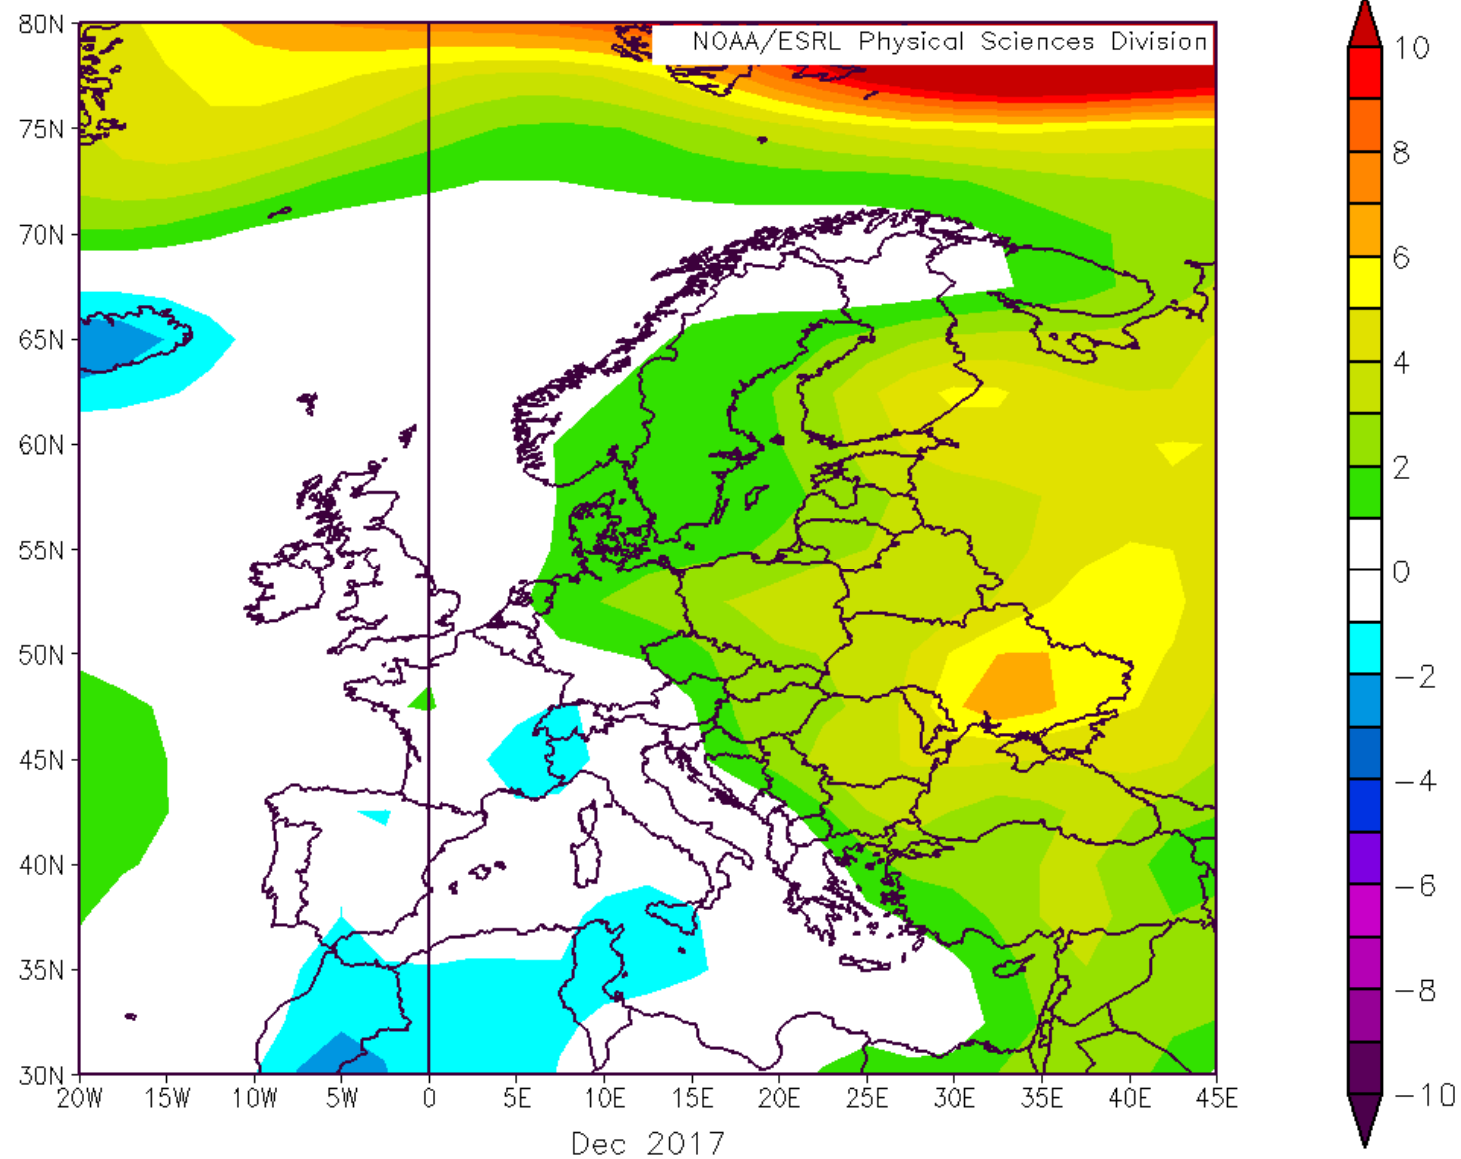 NOAA/ESRL Physical Sciences Division
80N
75N
70N
65N
60N
55N
50N
45N
40N
35N
30N
20W 15W 10W 5W 0 5E 10E 15E 20E 25E 30E 35E 40E 45E
Dec 2017
10
8
6
4
2
0
-2
-4
-6
-8
-10